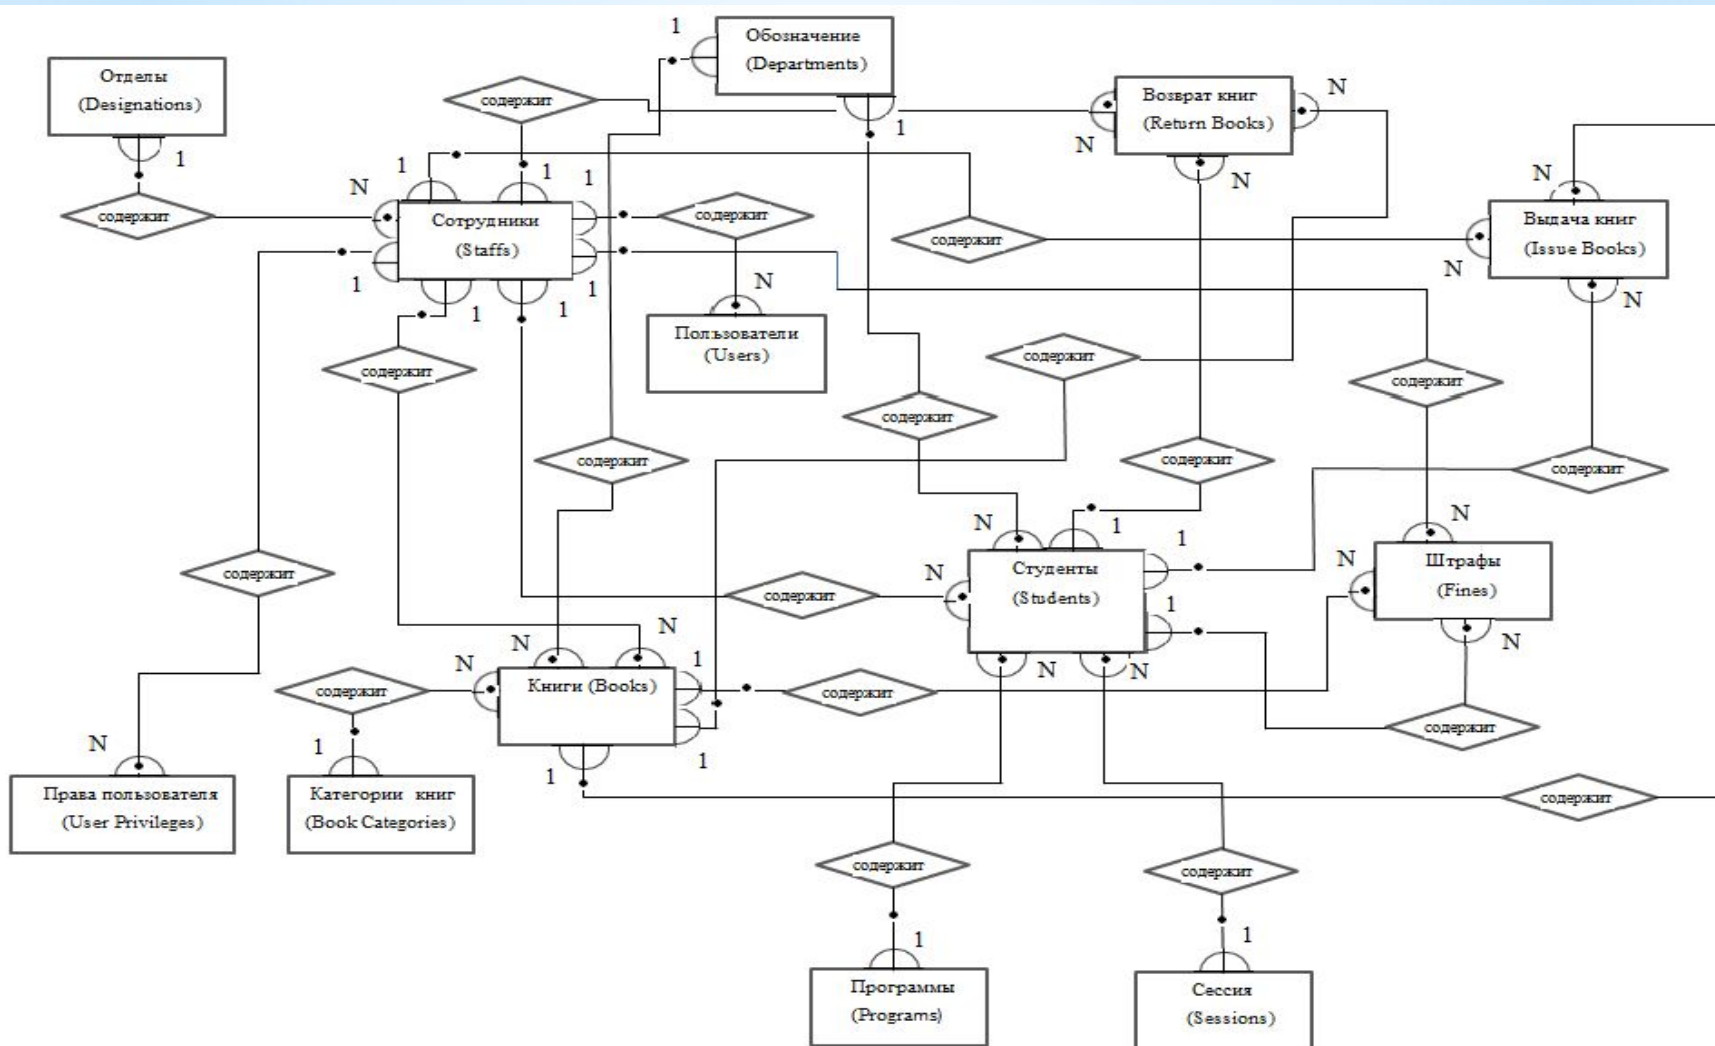 1
Обозначение
(Departments)
Отделы
(Designations)
содержит
Возврат книг
(Return Books)
N
1
1
N
N
1
1
1
N
N
содержит
Сотрудники
(Staffs)
содержит
содержит
N
Выдача книг
(Issue Books)
N
N
1
1
1
1
N
Пользователи
(Users)
содержит
содержит
содержит
содержит
содержит
содержит
содержит
N
1
1
N
N
содержит
содержит
Студенты
(Students)
Штрафы
(Fines)
N
содержит
1
N
N
N
N
N
N
1
содержит
Книги (Books)
содержит
содержит
N
1
1
1
Права пользователя
(User Privileges)
Категории книг
(Book Categories)
содержит
содержит
содержит
1
1
Программы
(Programs)
Сессия
(Sessions)